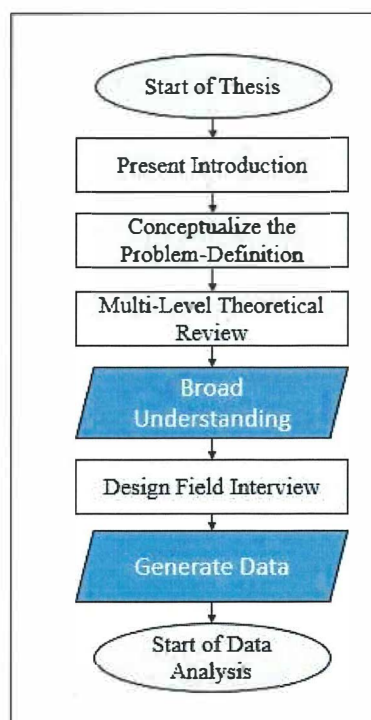 Start of Thesis
Present Introduction
Conceptualize the
Problem-Definition
Multi-Level Theoretical
Review
Broad
Understanding
Design Field Interview
Generate Data
Start of Data
Analysis